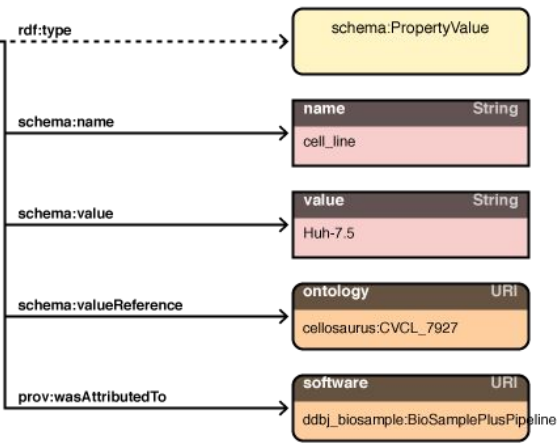 rdf:type
schema:PropertyValue
schema:name
name String
cell_line
schema:value
value String
Huh-7.5
schema:valueReference
ontology URI
cellosaurus:CVCL_7927
prov:wasAttributedTo
software URI
ddbj_biosample:BioSamplePlusPipeline